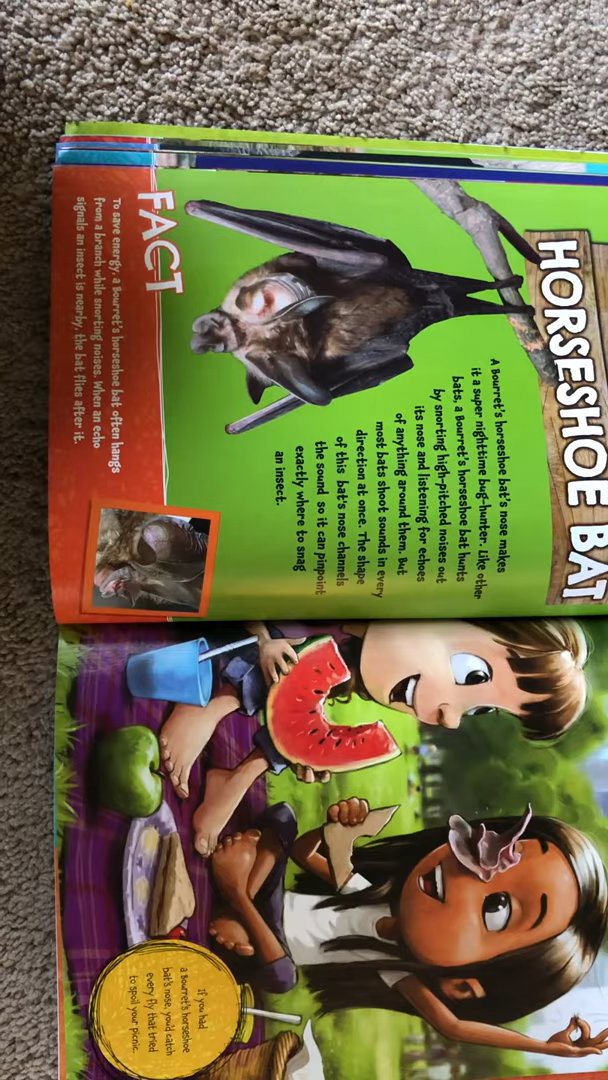 HORSESHOE BAT
A Bourret's horseshoe bat's nose makes
it a super nighttime bug-hunter. Like other
bats, a Bourret's horseshoe bat hunts
by snorting high-pitched noises out
its nose and listening for echoes
of anything around them. But
most bats shoot sounds in every
direction at once. The shape
of this bat's nose channels
the sound so it can pinpoint
exactly where to snag
an insect.
FACT
To save energy, a Bourret's horseshoe bat often hangs
from a branch while snorting noises. When an echo
signals an insect is nearby, the bat flies after it.
If you had
a Bourret's horseshoe
bat's nose, you'd catch
every fly that tried
to spoil your picnic.